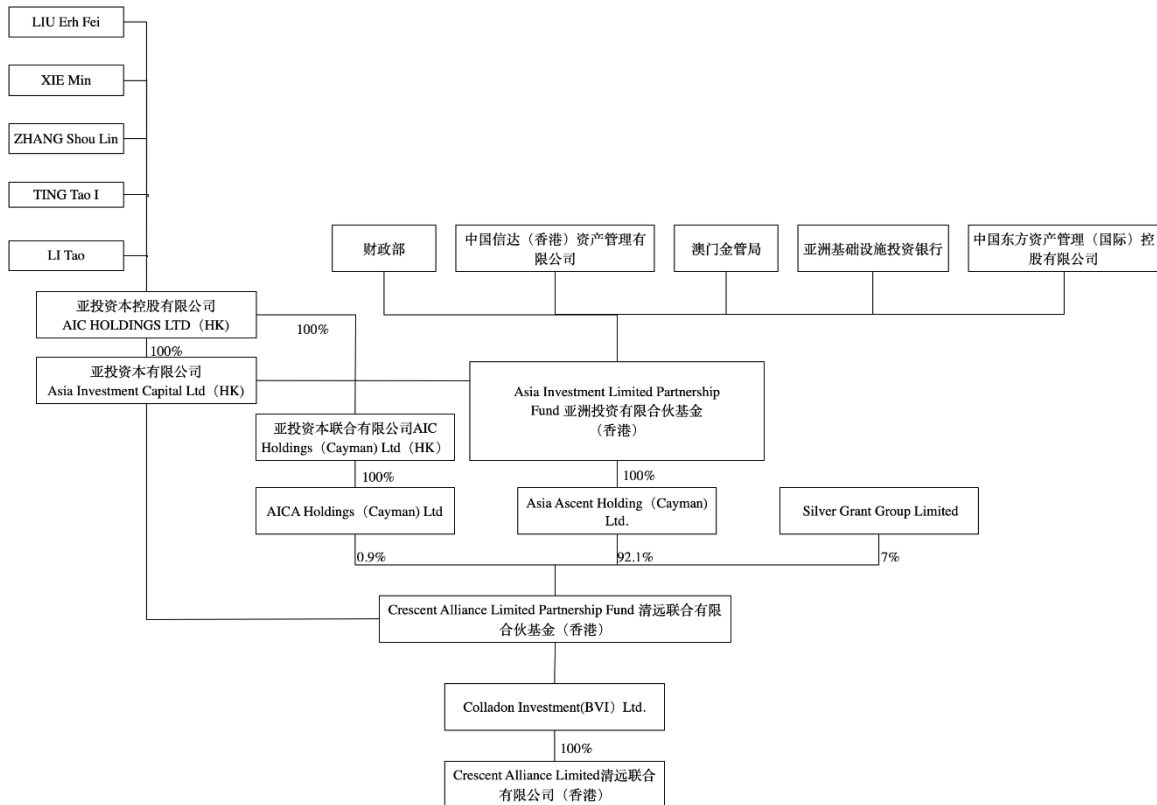 LIU Erh Fei
XIE Min
ZHANG Shou Lin
TING Tao I
LI Tao
财政部
中国信达（香港）资产管理有
限公司
澳门金管局
亚洲基础设施投资银行
中国东方资产管理（国际）控
股有限公司
亚投资本控股有限公司
AIC HOLDINGS LTD（HK)
100%
100%
亚投资本有限公司
Asia Investment Capital Ltd（HK)
Asia Investment Limited Partnership
Fund 亚洲投资有限合伙基金
（香港）
亚投资本联合有限公司AIC
Holdings（Cayman) Ltd（HK）
100%
100%
AICA Holdings（Cayman) Ltd
Asia Ascent Holding（Cayman)
Ltd.
Silver Grant Group Limited
0.9%
92.1%
7%
Crescent Alliance Limited Partnership Fund 清远联合有限
合伙基金（香港）
Colladon Investment(BVI）Ltd.
100%
Crescent Alliance Limited清远联合
有限公司（香港）